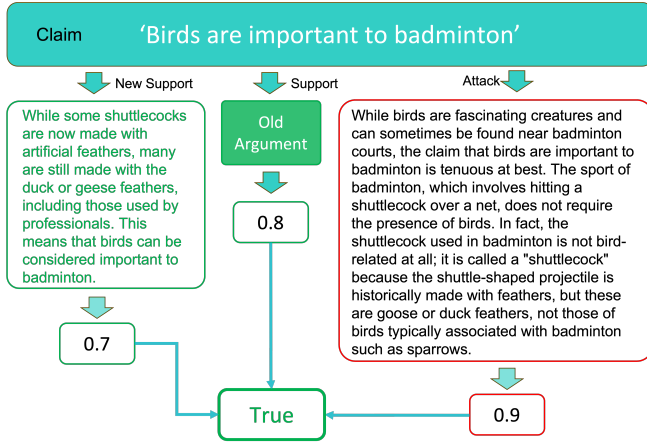 Claim
'Birds are important to badminton'
New Support
Support
Attack
While some shuttlecocks
are now made with
artificial feathers, many
are still made with the
duck or geese feathers,
including those used by
professionals. This
means that birds can be
considered important to
badminton.
Old
Argument
While birds are fascinating creatures and
can sometimes be found near badminton
courts, the claim that birds are important to
badminton is tenuous at best. The sport of
badminton, which involves hitting a
shuttlecock over a net, does not require
the presence of birds. In fact, the
shuttlecock used in badminton is not bird-
related at all; it is called a "shuttlecock"
because the shuttle-shaped projectile is
historically made with feathers, but these
are goose or duck feathers, not those of
birds typically associated with badminton
such as sparrows.
0.8
0.7
True
0.9